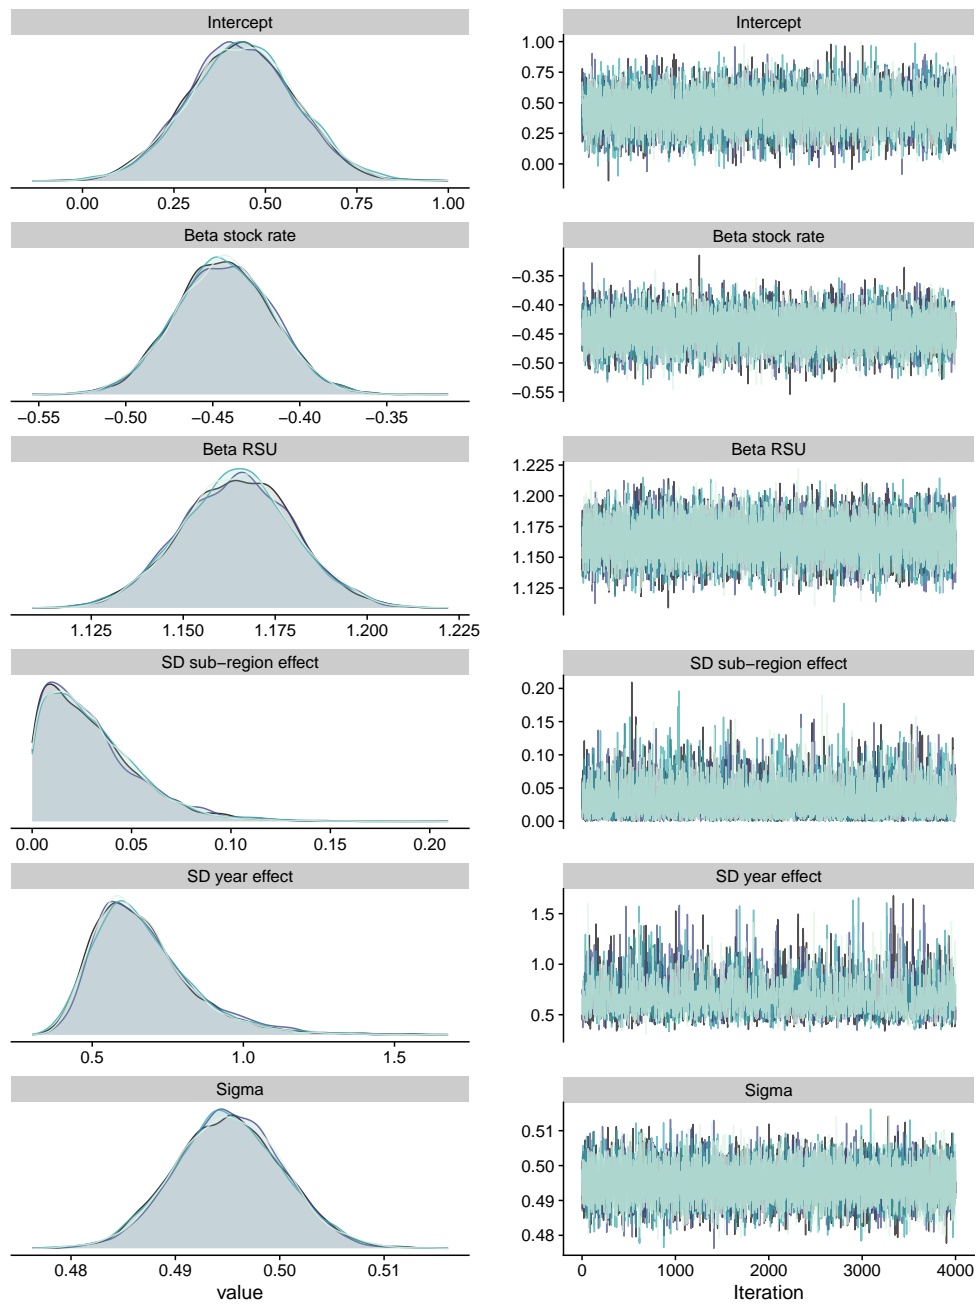 Intercept
Intercept
1.00
0.75
0.50
0.25
0.00
0.00 0.25 0.50 0.75 1.00
Beta stock rate
Beta stock rate
−0.35
−0.40
−0.45
−0.50
−0.55
−0.55 −0.50 −0.45 −0.40 −0.35
Beta RSU
Beta RSU
1.225
1.200
1.175
1.150
1.125
1.125 1.150 1.175 1.200 1.225
SD sub−region effect
SD sub−region effect
0.20
0.15
0.10
0.05
0.00
0.00 0.05 0.10 0.15 0.20
SD year effect
SD year effect
1.5
1.0
0.5
0.5 1.0 1.5
Sigma
Sigma
0.51
0.50
0.49
0.48
0.48 0.49 0.50 0.51
value
0 1000 2000 3000 4000
Iteration